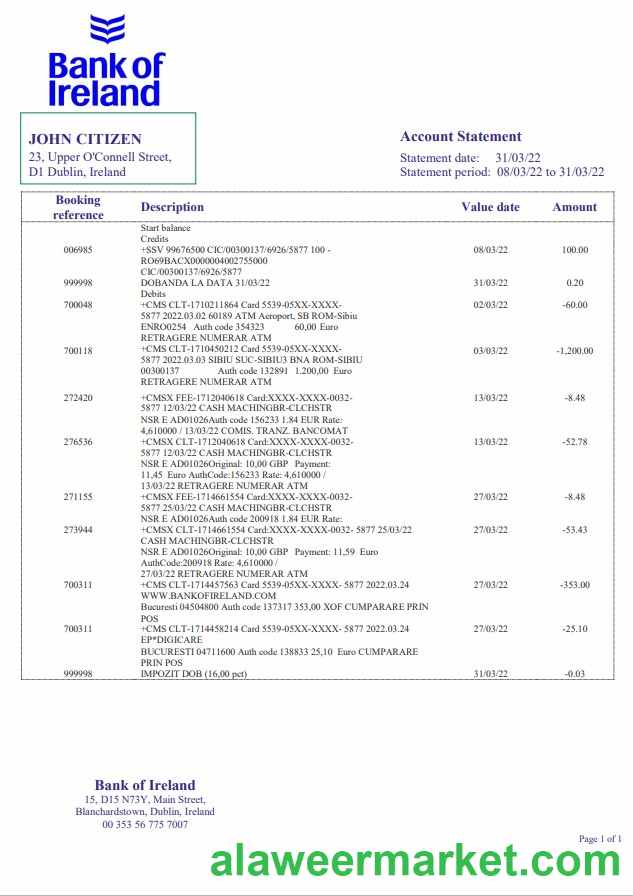 Bank of
Ireland
JOHN CITIZEN
23, Upper O'Connell Street,
D1 Dublin, Ireland
Account Statement
Statement date: 31/03/22
Statement period: 08/03/22 to 31/03/22
Booking
reference Description Value date Amount
Start balance
Credits
006985 +SSV 99676500 CIC/00300137/6926/5877 100 - 08/03/22 100.00
RO69BACX0000004002755000
CIC/00300137/6926/5877
999998 DOBANDA LA DATA 31/03/22 31/03/22 0.20
Debits
700048 +CMS CLT-1710211864 Card 5539-05XX-XXXX- 02/03/22 -60.00
5877 2022.03.02 60189 ATM Aeroport, SB ROM-Sibiu
ENRO0254 Auth code 354323 60,00 Euro
RETRAGERE NUMERAR ATM
700118 +CMS CLT-1710450212 Card 5539-05XX-XXXX- 03/03/22 -1,200.00
5877 2022.03.03 SIBIU SUC-SIBIU3 BNA ROM-SIBIU
00300137 Auth code 132891 1.200,00 Euro
RETRAGERE NUMERAR ATM
272420 +CMSX FEE-1712040618 Card:XXXX-XXXX-0032- 13/03/22 -8.48
5877 12/03/22 CASH MACHINGBR-CLCHSTR
NSR E AD01026Auth code 156233 1.84 EUR Rate:
4,610000 / 13/03/22 COMIS. TRANZ. BANCOMAT
276536 +CMSX CLT-1712040618 Card:XXXX-XXXX-0032- 13/03/22 -52.78
5877 12/03/22 CASH MACHINGBR-CLCHSTR
NSR E AD01026Original: 10,00 GBP Payment:
11,45 Euro AuthCode:156233 Rate: 4,610000 /
13/03/22 RETRAGERE NUMERAR ATM
271155 +CMSX FEE-1714661554 Card:XXXX-XXXX-0032- 27/03/22 -8.48
5877 25/03/22 CASH MACHINGBR-CLCHSTR
NSR E AD01026Auth code 200918 1.84 EUR Rate:
273944 +CMSX CLT-1714661554 Card:XXXX-XXXX-0032- 5877 25/03/22 27/03/22 -53.43
CASH MACHINGBR-CLCHSTR
NSR E AD01026Original: 10,00 GBP Payment: 11,59 Euro
AuthCode:200918 Rate: 4,610000 /
27/03/22 RETRAGERE NUMERAR ATM
700311 +CMS CLT-1714457563 Card 5539-05XX-XXXX- 5877 2022.03.24 27/03/22 -353.00
WWW.BANKOFIRELAND.COM
Bucuresti 04504800 Auth code 137317 353,00 XOF CUMPARARE PRIN
POS
700311 +CMS CLT-1714458214 Card 5539-05XX-XXXX- 5877 2022.03.24 27/03/22 -25.10
EP*DIGICARE
BUCURESTI 04711600 Auth code 138833 25,10 Euro CUMPARARE
PRIN POS
999998 IMPOZIT DOB (16,00 pct) 31/03/22 -0.03
Bank of Ireland
15, D15 N73Y, Main Street,
Blanchardstown, Dublin, Ireland
00 353 56 775 7007
Page 1 of 1
alaweermarket.com